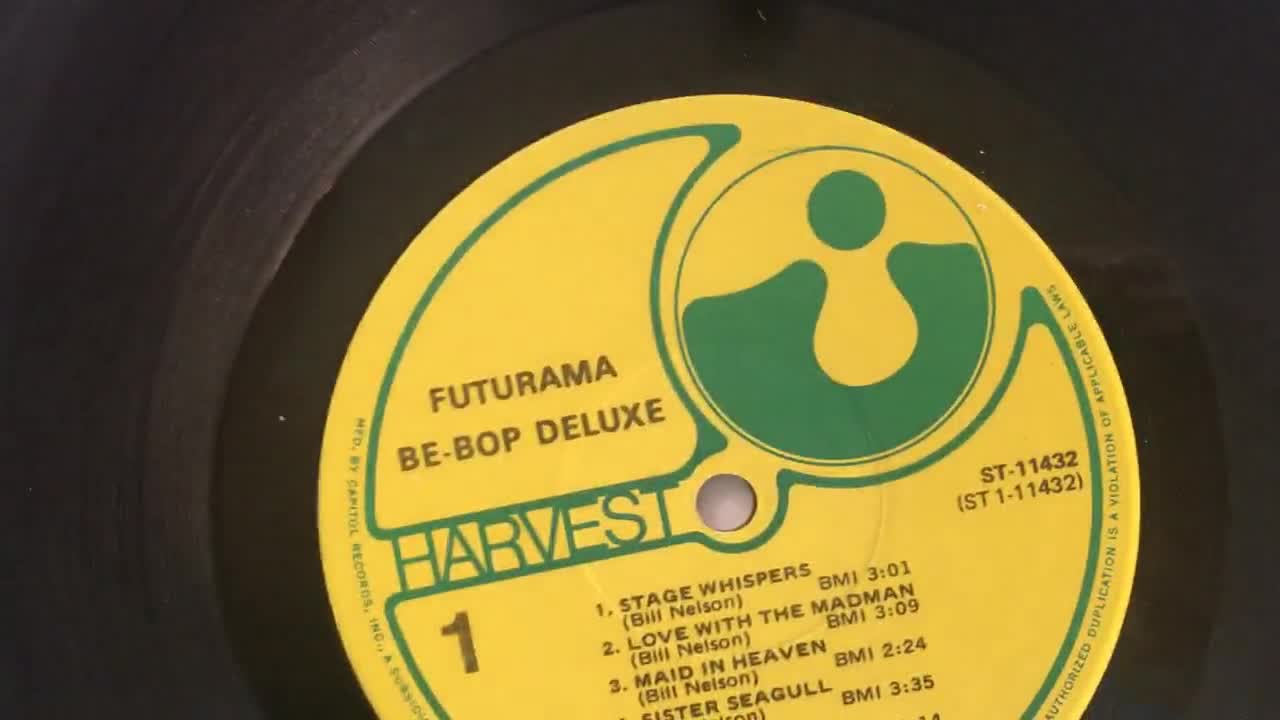 FUTURAMA
BE-BOP DELUXE
HARVEST
ST-11432
(ST 1-11432)
1
1. STAGE WHISPERS
(Bill Nelson) BMI 3:01
2. LOVE WITH THE MADMAN
(Bill Nelson) BMI 3:09
3. MAID IN HEAVEN
(Bill Nelson) BMI 2:24
SISTER SEAGULL
BMI 3:35
MFD. BY CAPITOL RECORDS, INC., A
AUTHORIZED DUPLICATION IS A VIOLATION OF APPLICABLE LAWS